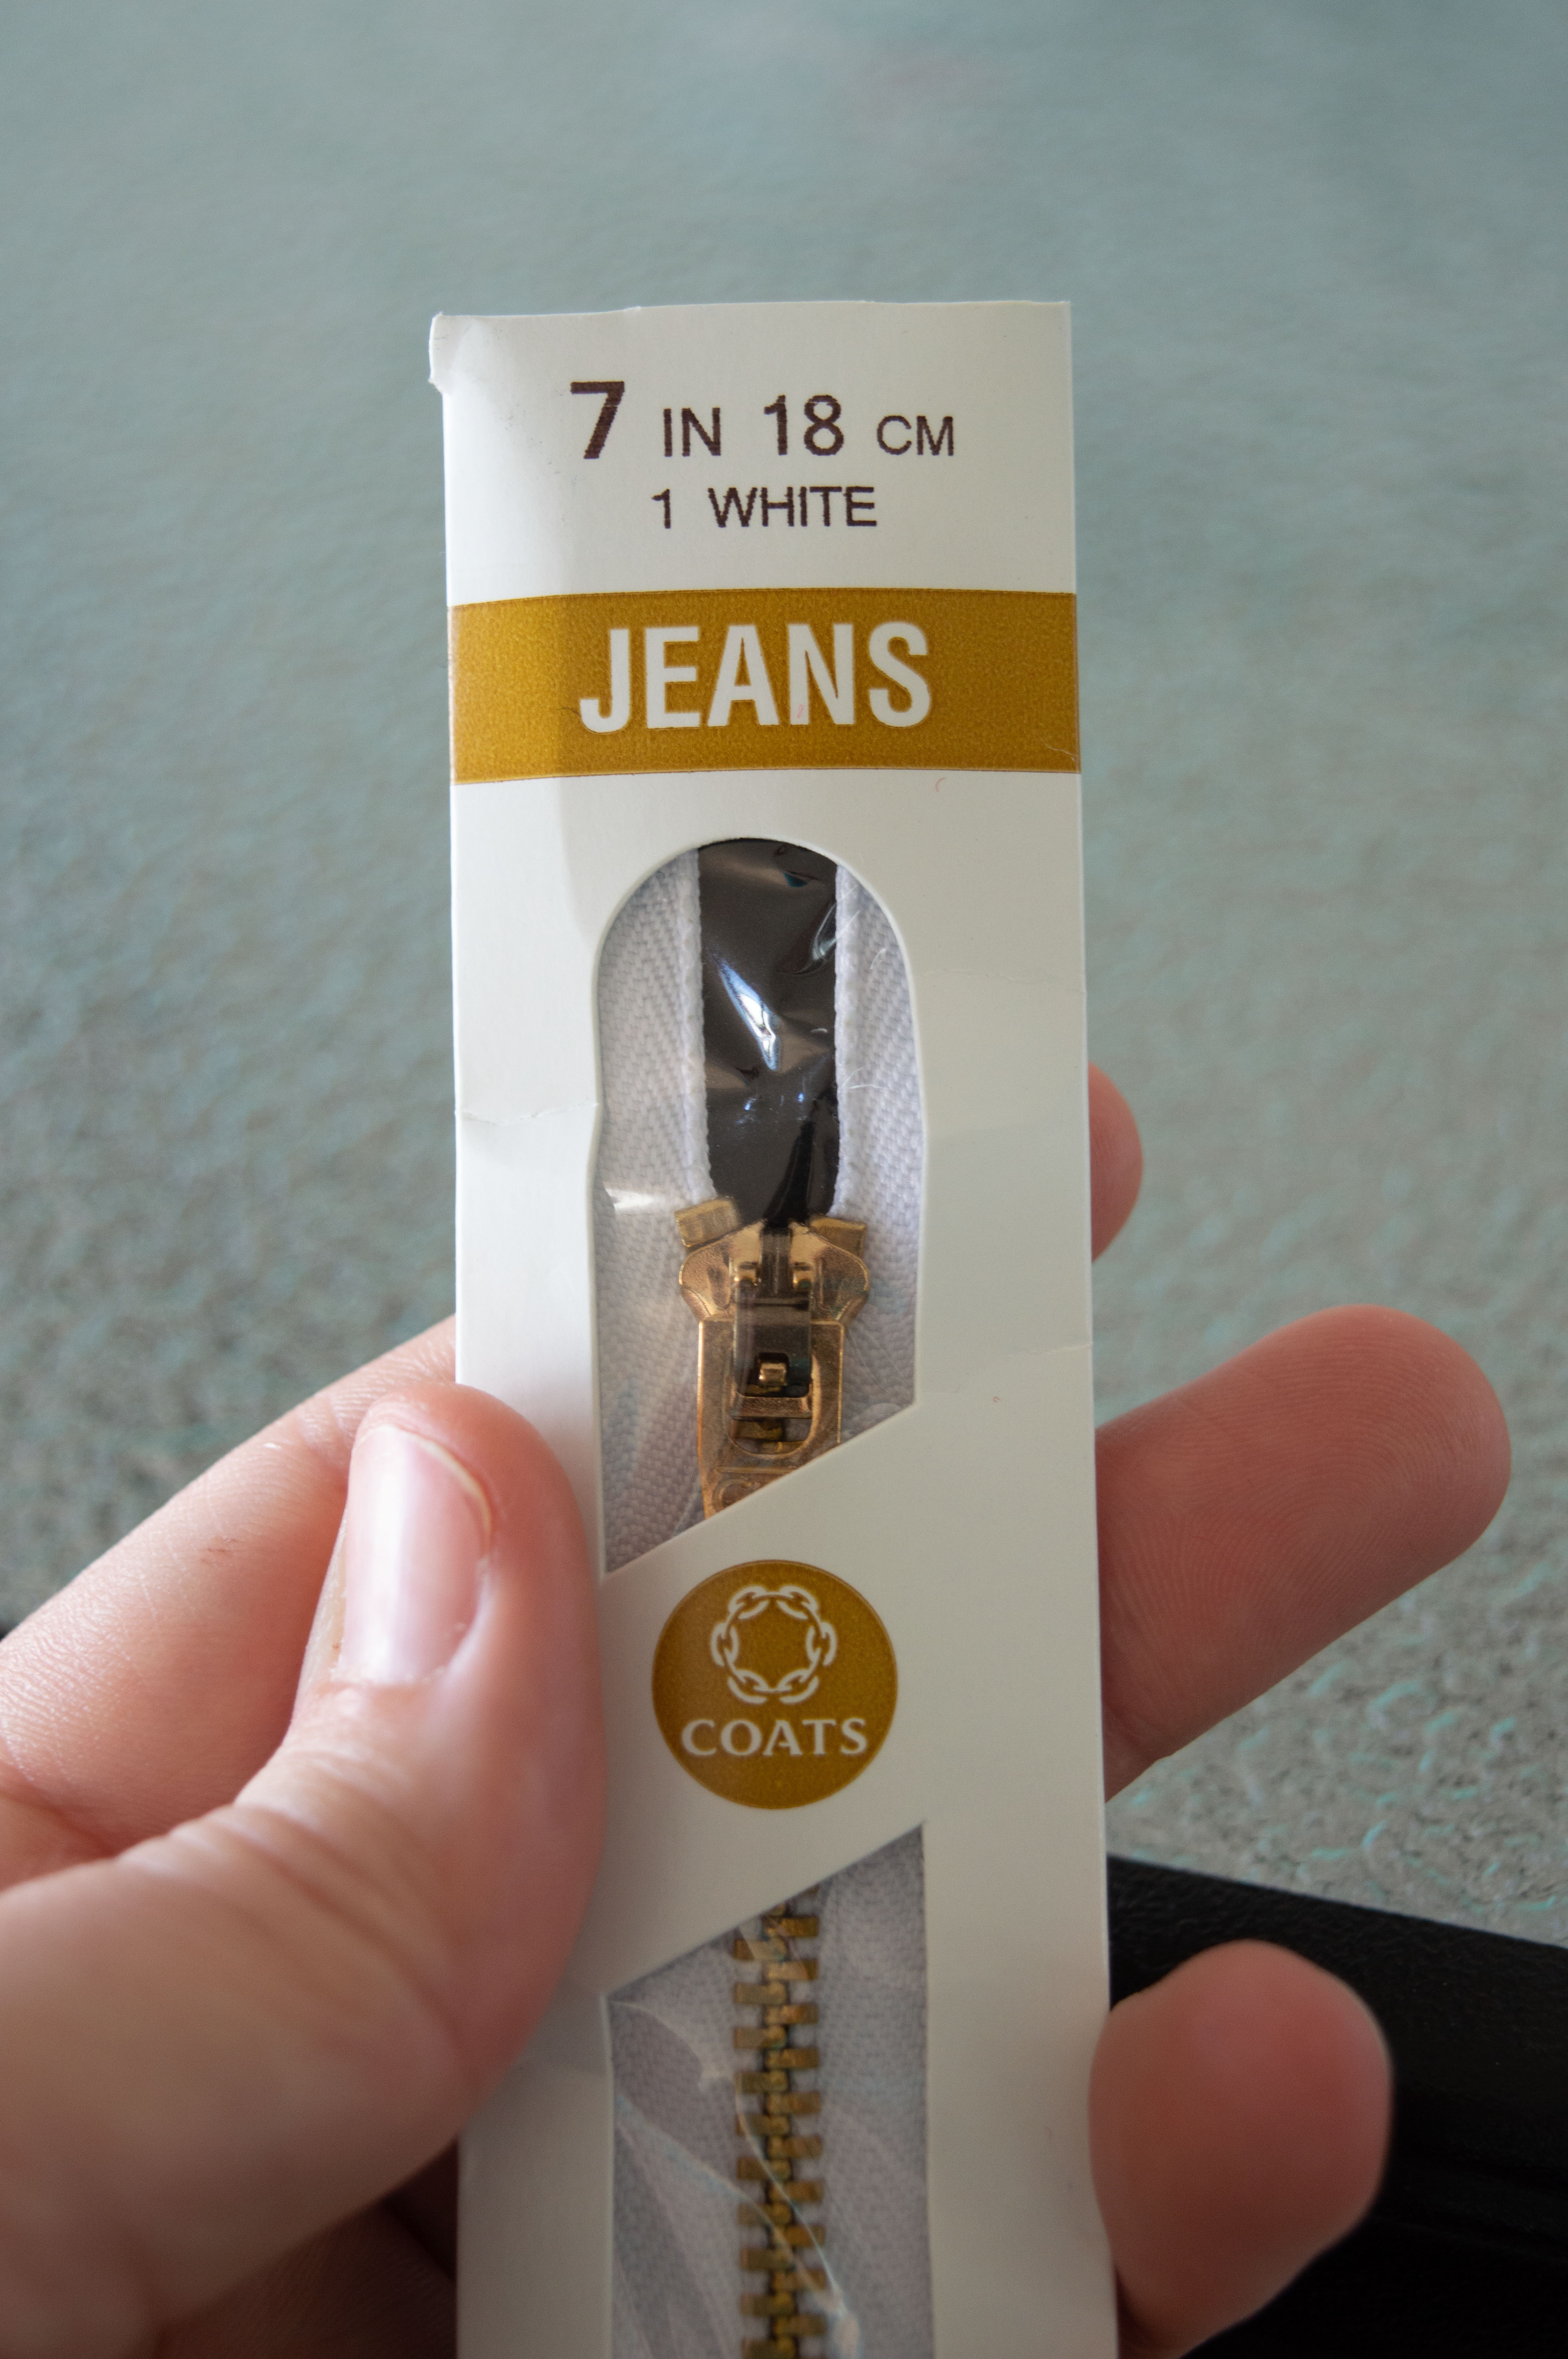 7 IN 18 CM
1 WHITE
JEANS
COATS